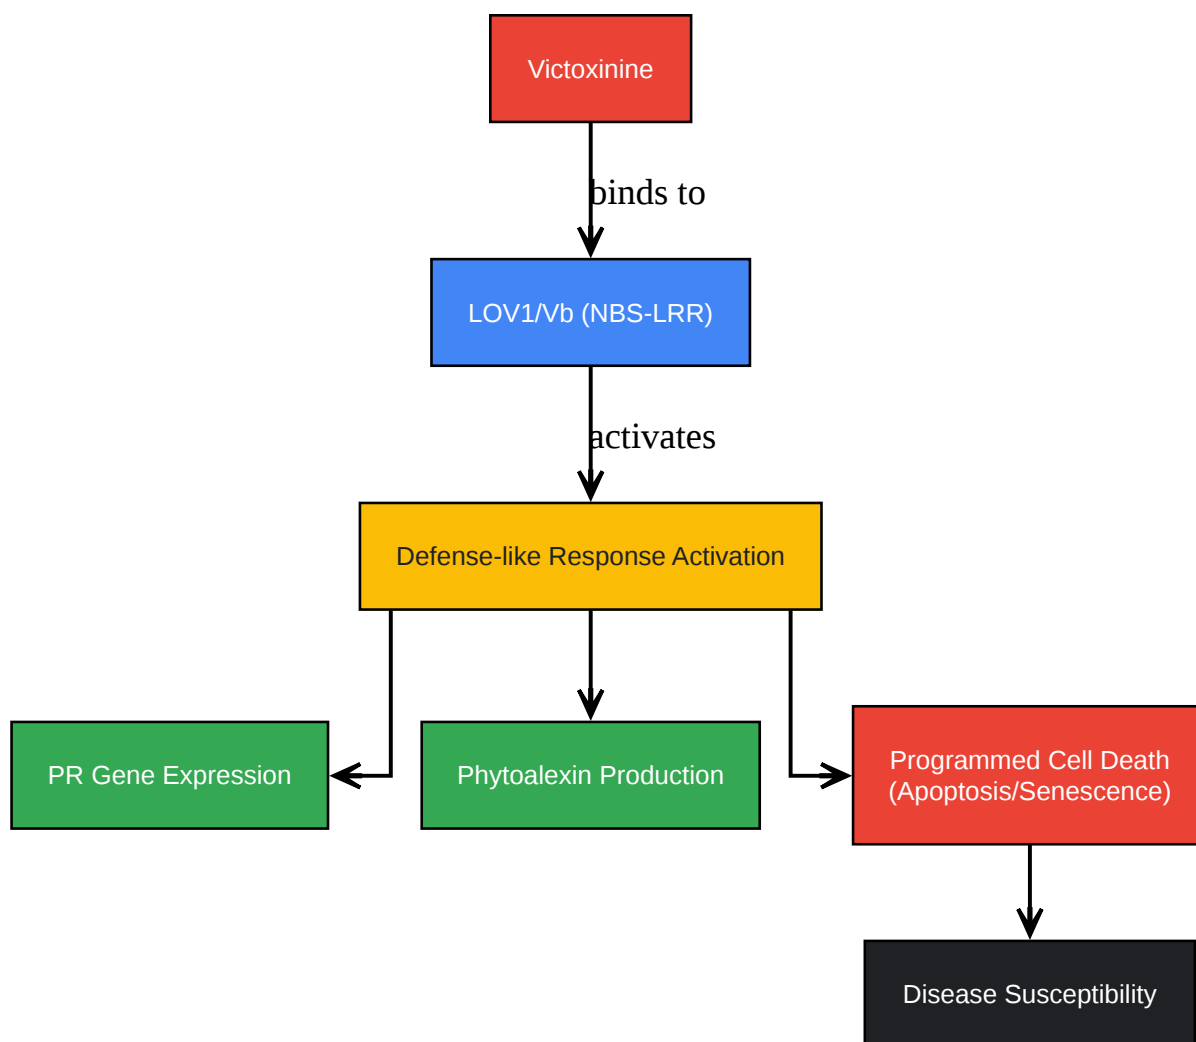 Victoxinine
binds to
LOV1/Vb (NBS-LRR)
activates
Defense-like Response Activation
PR Gene Expression
Phytoalexin Production
Programmed Cell Death
(Apoptosis/Senescence)
Disease Susceptibility